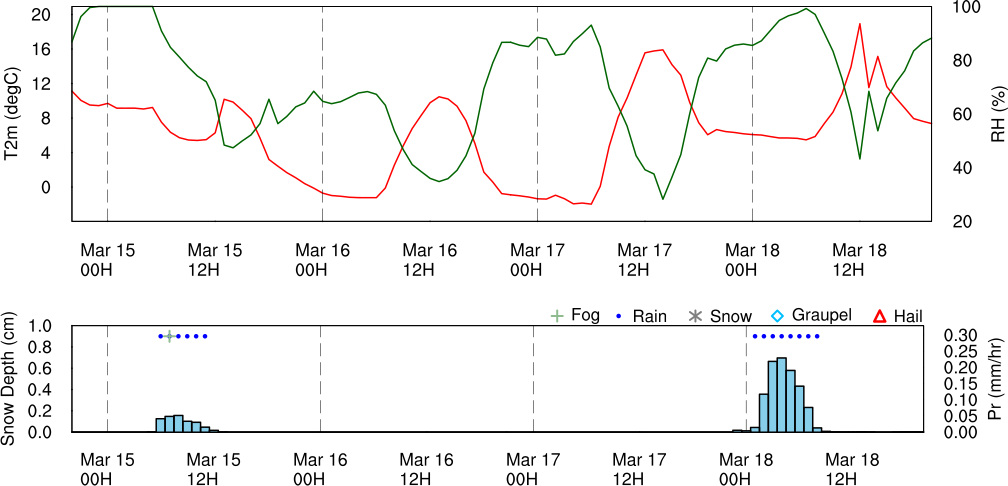 20
16
12
8
4
0
T2m (degC)
100
80
60
40
20
RH (%)
Mar 15 Mar 15 Mar 16 Mar 16 Mar 17 Mar 17 Mar 18 Mar 18
00H 12H 00H 12H 00H 12H 00H 12H
Fog Rain Snow Graupel Hail
1.0
0.8
0.6
0.4
0.2
0.0
Snow Depth (cm)
0.30
0.25
0.20
0.15
0.10
0.05
0.00
Pr (mm/hr)
Mar 15 Mar 15 Mar 16 Mar 16 Mar 17 Mar 17 Mar 18 Mar 18
00H 12H 00H 12H 00H 12H 00H 12H